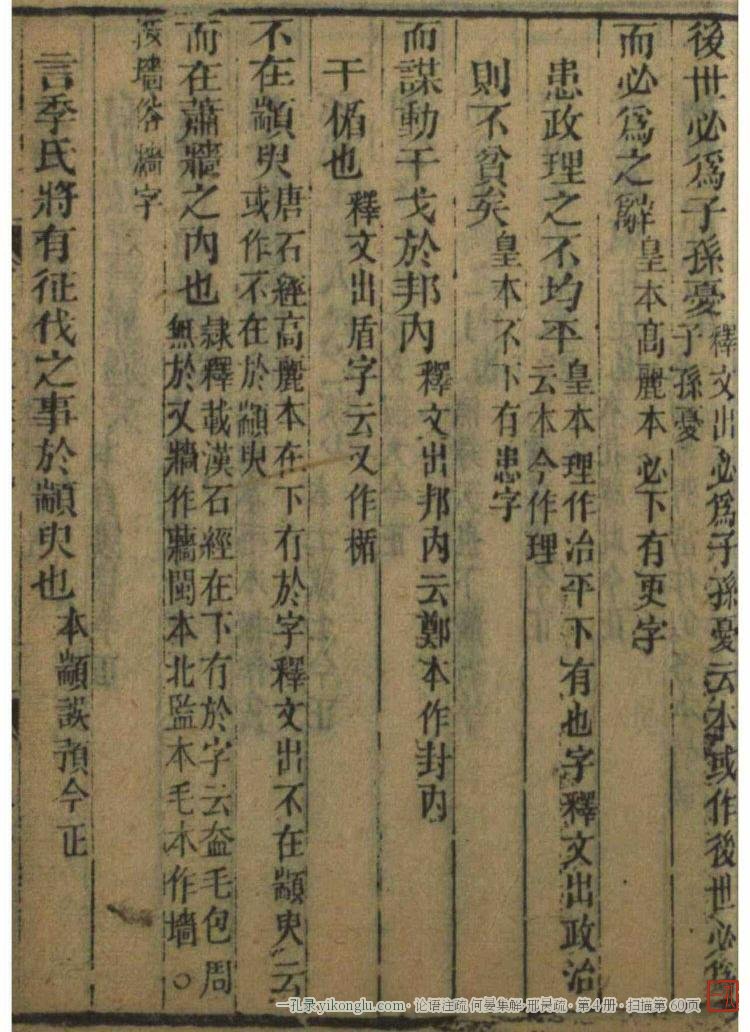 後世必爲子孫憂釋文出必爲子孫憂云本或作後世必爲
子孫憂
而必爲之辭皇本高麗本必下有更字
患政理之不均平皇本理作治平下有也字釋文出政治
云本今作理
則不貧矣皇本不下有患字
而謀動干戈於邦內釋文出邦內云鄭本作封內
干楯也釋文出盾字云又作楯
不在顓臾唐石經高麗本在下有於字釋文出不在顓臾云
或作不在於顓臾
而在蕭牆之內也隸釋載漢石經在下有於字云盍毛包周
無於又牆作蘠閩本北監本毛本作墻○
按墻俗牆字
言季氏將有征伐之事於顓臾也本顓誤預今正
一孔录yikonglu.com · 论语注疏 何晏集解 邢昺疏 · 第4册 · 扫描第 60页